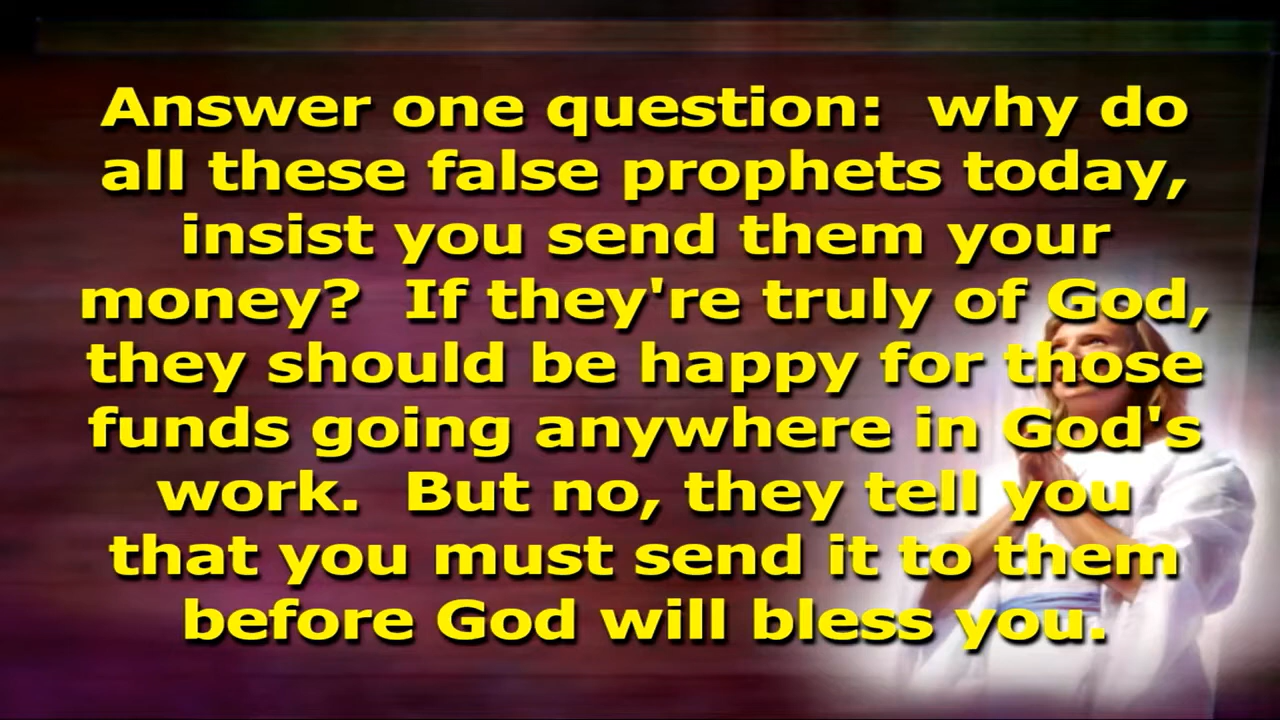 Answer one question:  why do
all these false prophets today,
insist you send them your
money?  If they're truly of God,
they should be happy for those
funds going anywhere in God's
work.  But no, they tell you
that you must send it to them
before God will bless you.